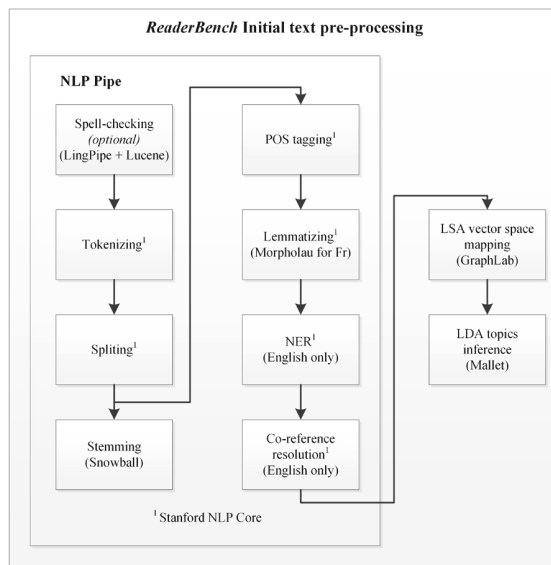 ReaderBench Initial text pre-processing
NLP Pipe
Spell-checking
(optional)
(LingPipe + Lucene)
Tokenizing¹
Spliting¹
Stemming
(Snowball)
POS tagging¹
Lemmatizing¹
(Morpholau for Fr)
NER¹
(English only)
Co-reference
resolution¹
(English only)
¹ Stanford NLP Core
LSA vector space
mapping
(GraphLab)
LDA topics
inference
(Mallet)